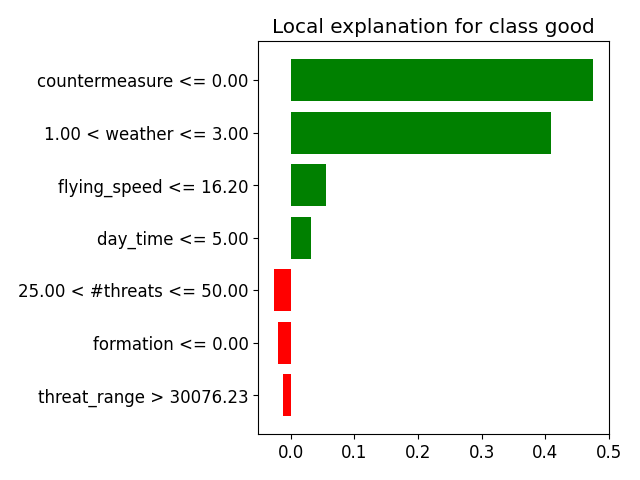 Local explanation for class good
countermeasure <= 0.00
1.00 < weather <= 3.00
flying_speed <= 16.20
day_time <= 5.00
25.00 < #threats <= 50.00
formation <= 0.00
threat_range > 30076.23
0.0 0.1 0.2 0.3 0.4 0.5